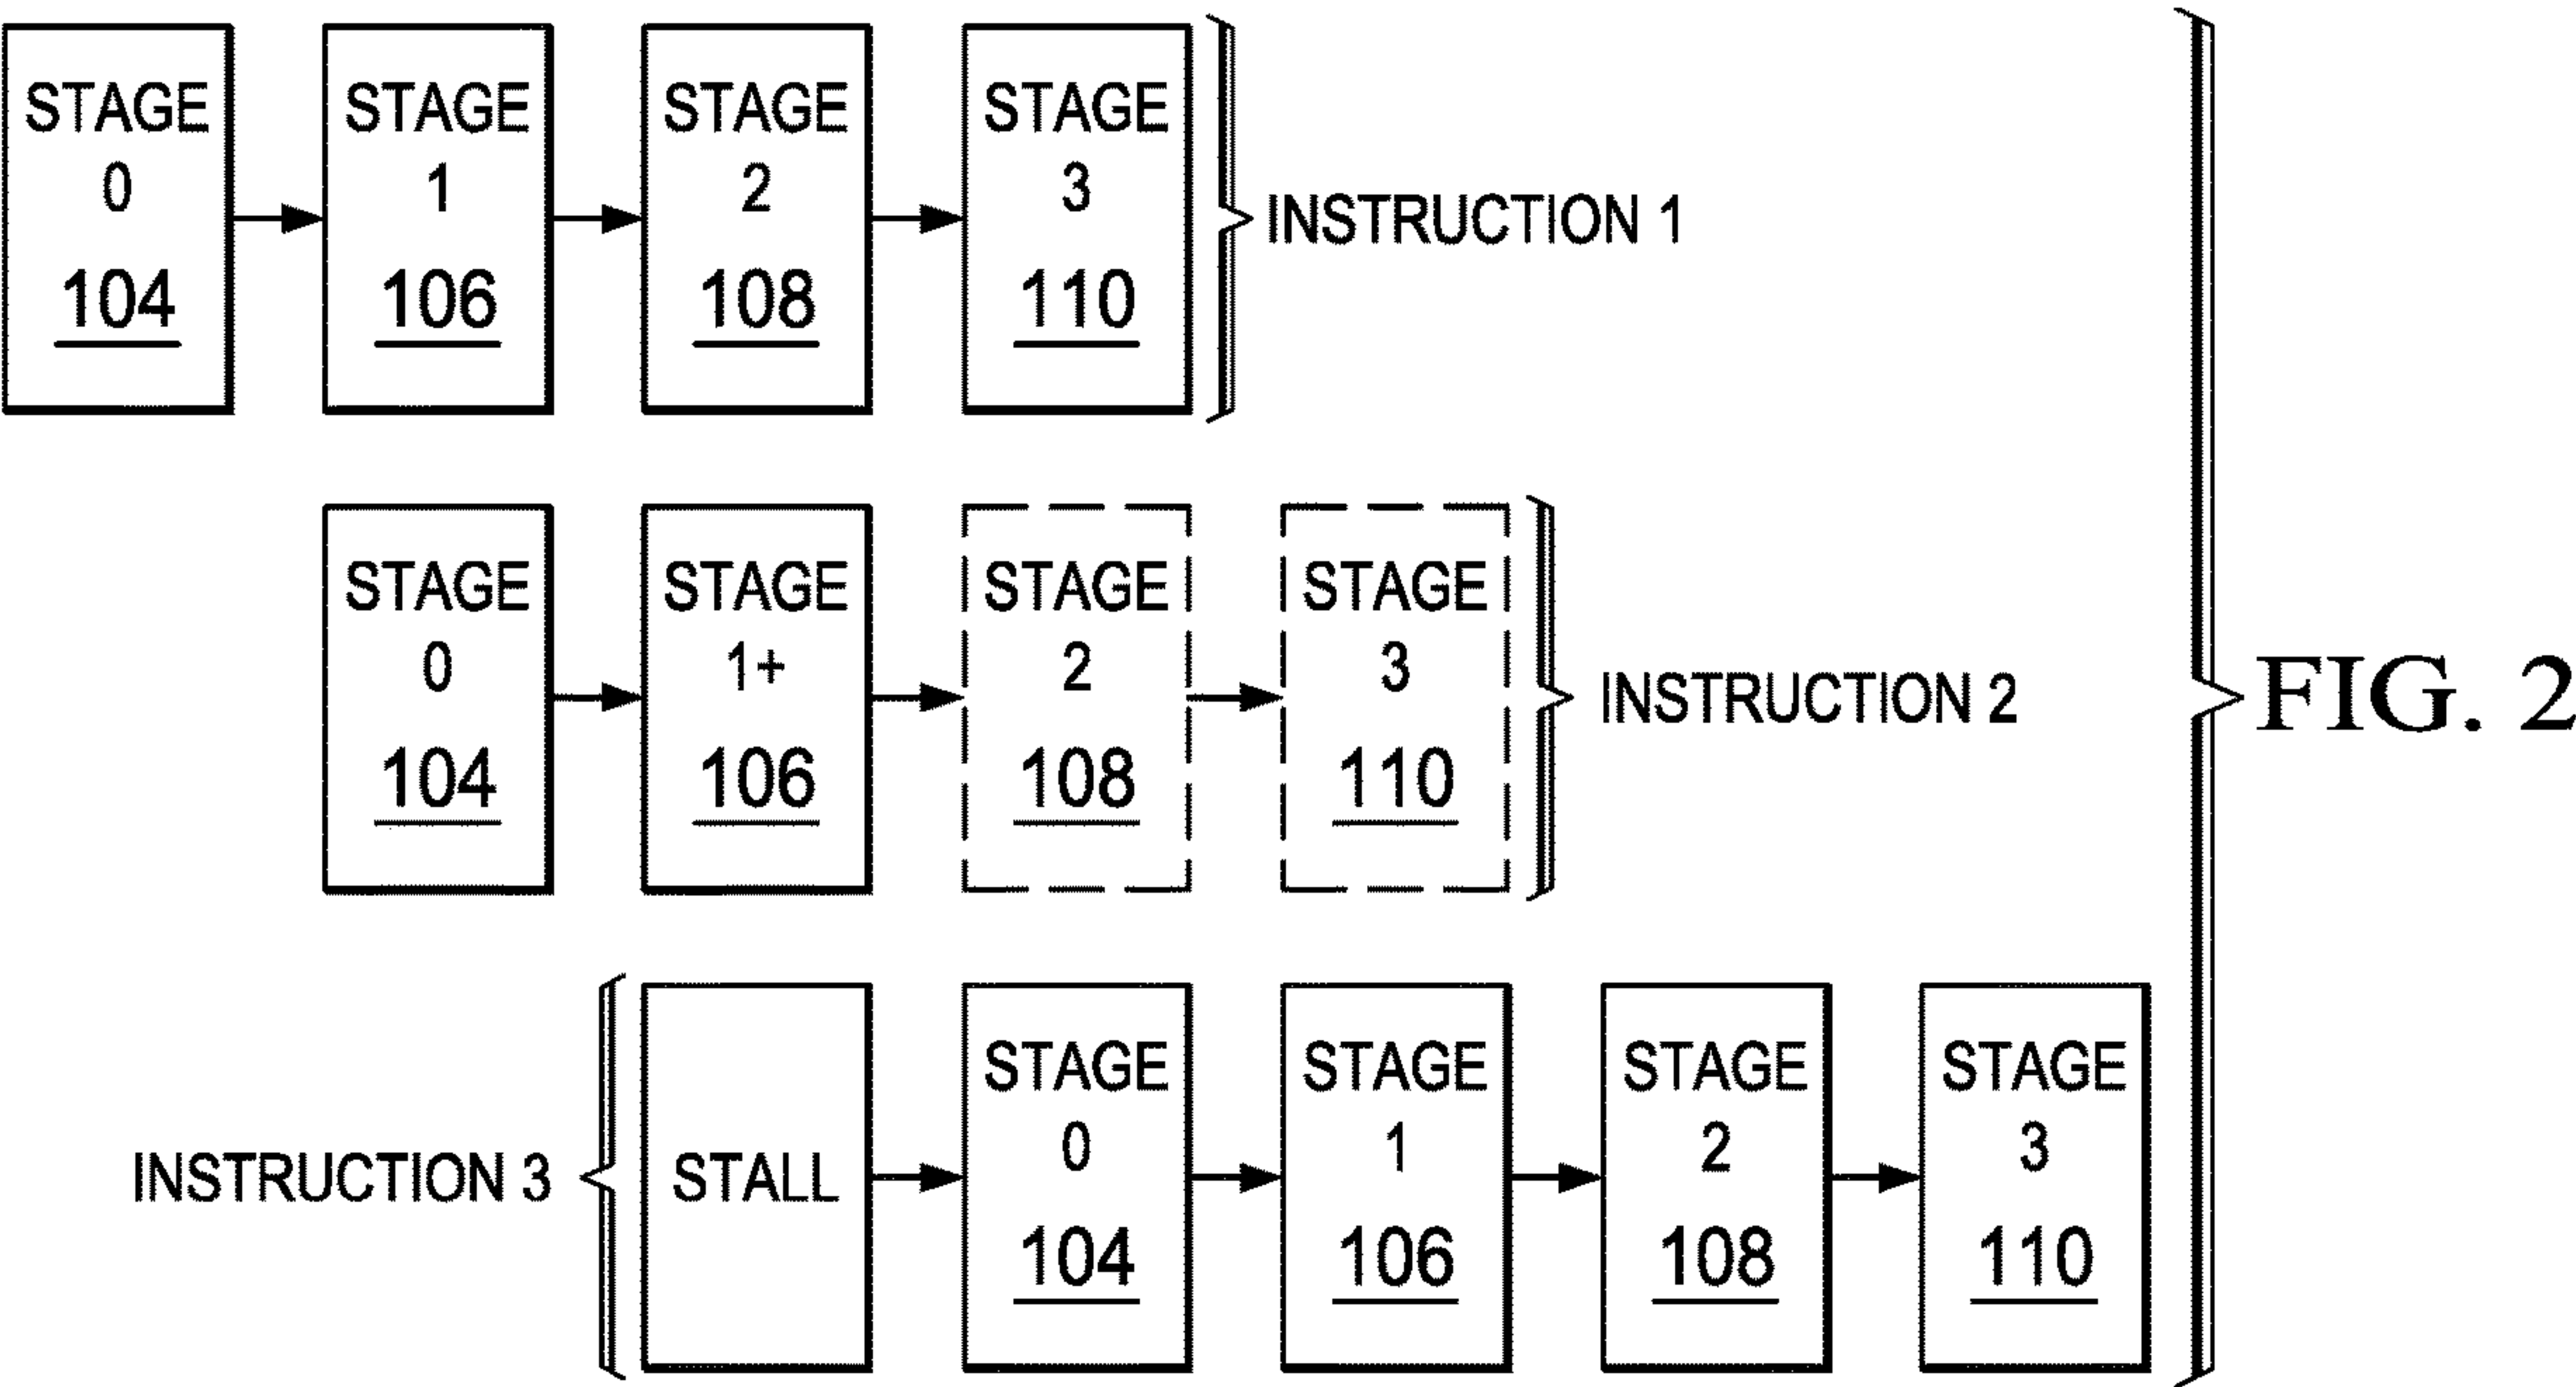 STAGE
0
104
STAGE
1
106
STAGE
2
108
STAGE
3
110
INSTRUCTION 1
STAGE
0
104
STAGE
1+
106
STAGE
2
108
STAGE
3
110
INSTRUCTION 2
FIG. 2
INSTRUCTION 3
STALL
STAGE
0
104
STAGE
1
106
STAGE
2
108
STAGE
3
110